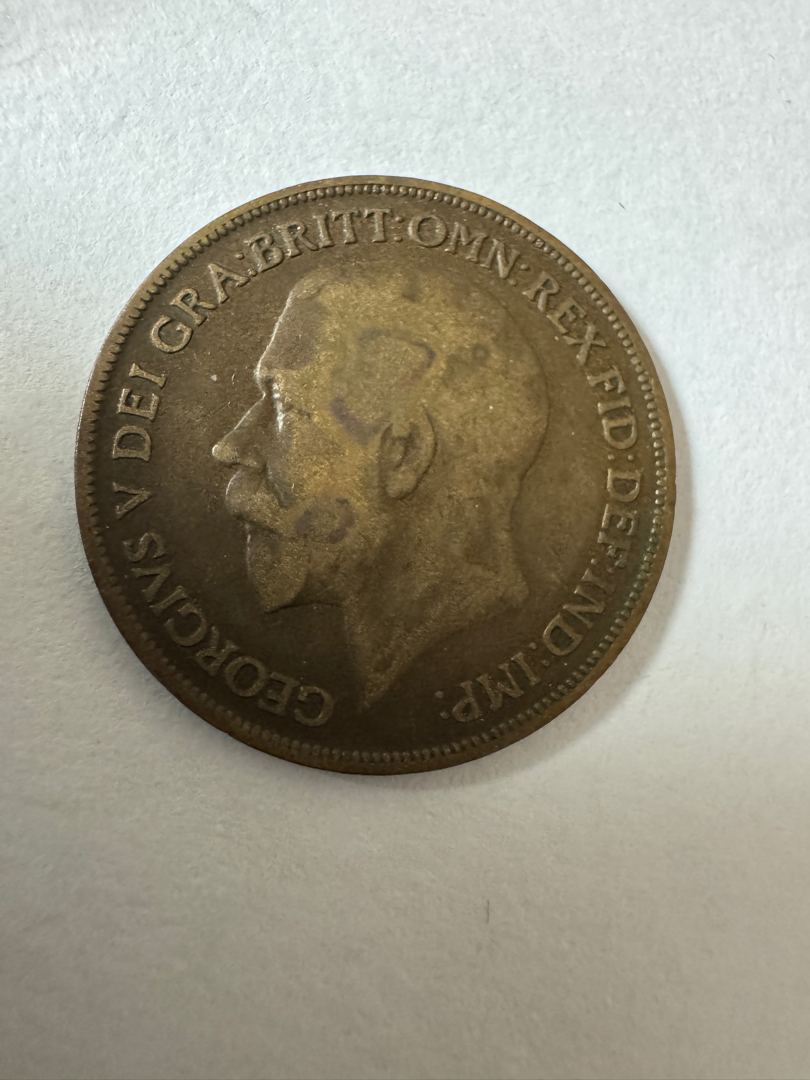 GEORGIVS V DEI GRA:BRITT:OMN:REX FID:DEF:IND:IMP: